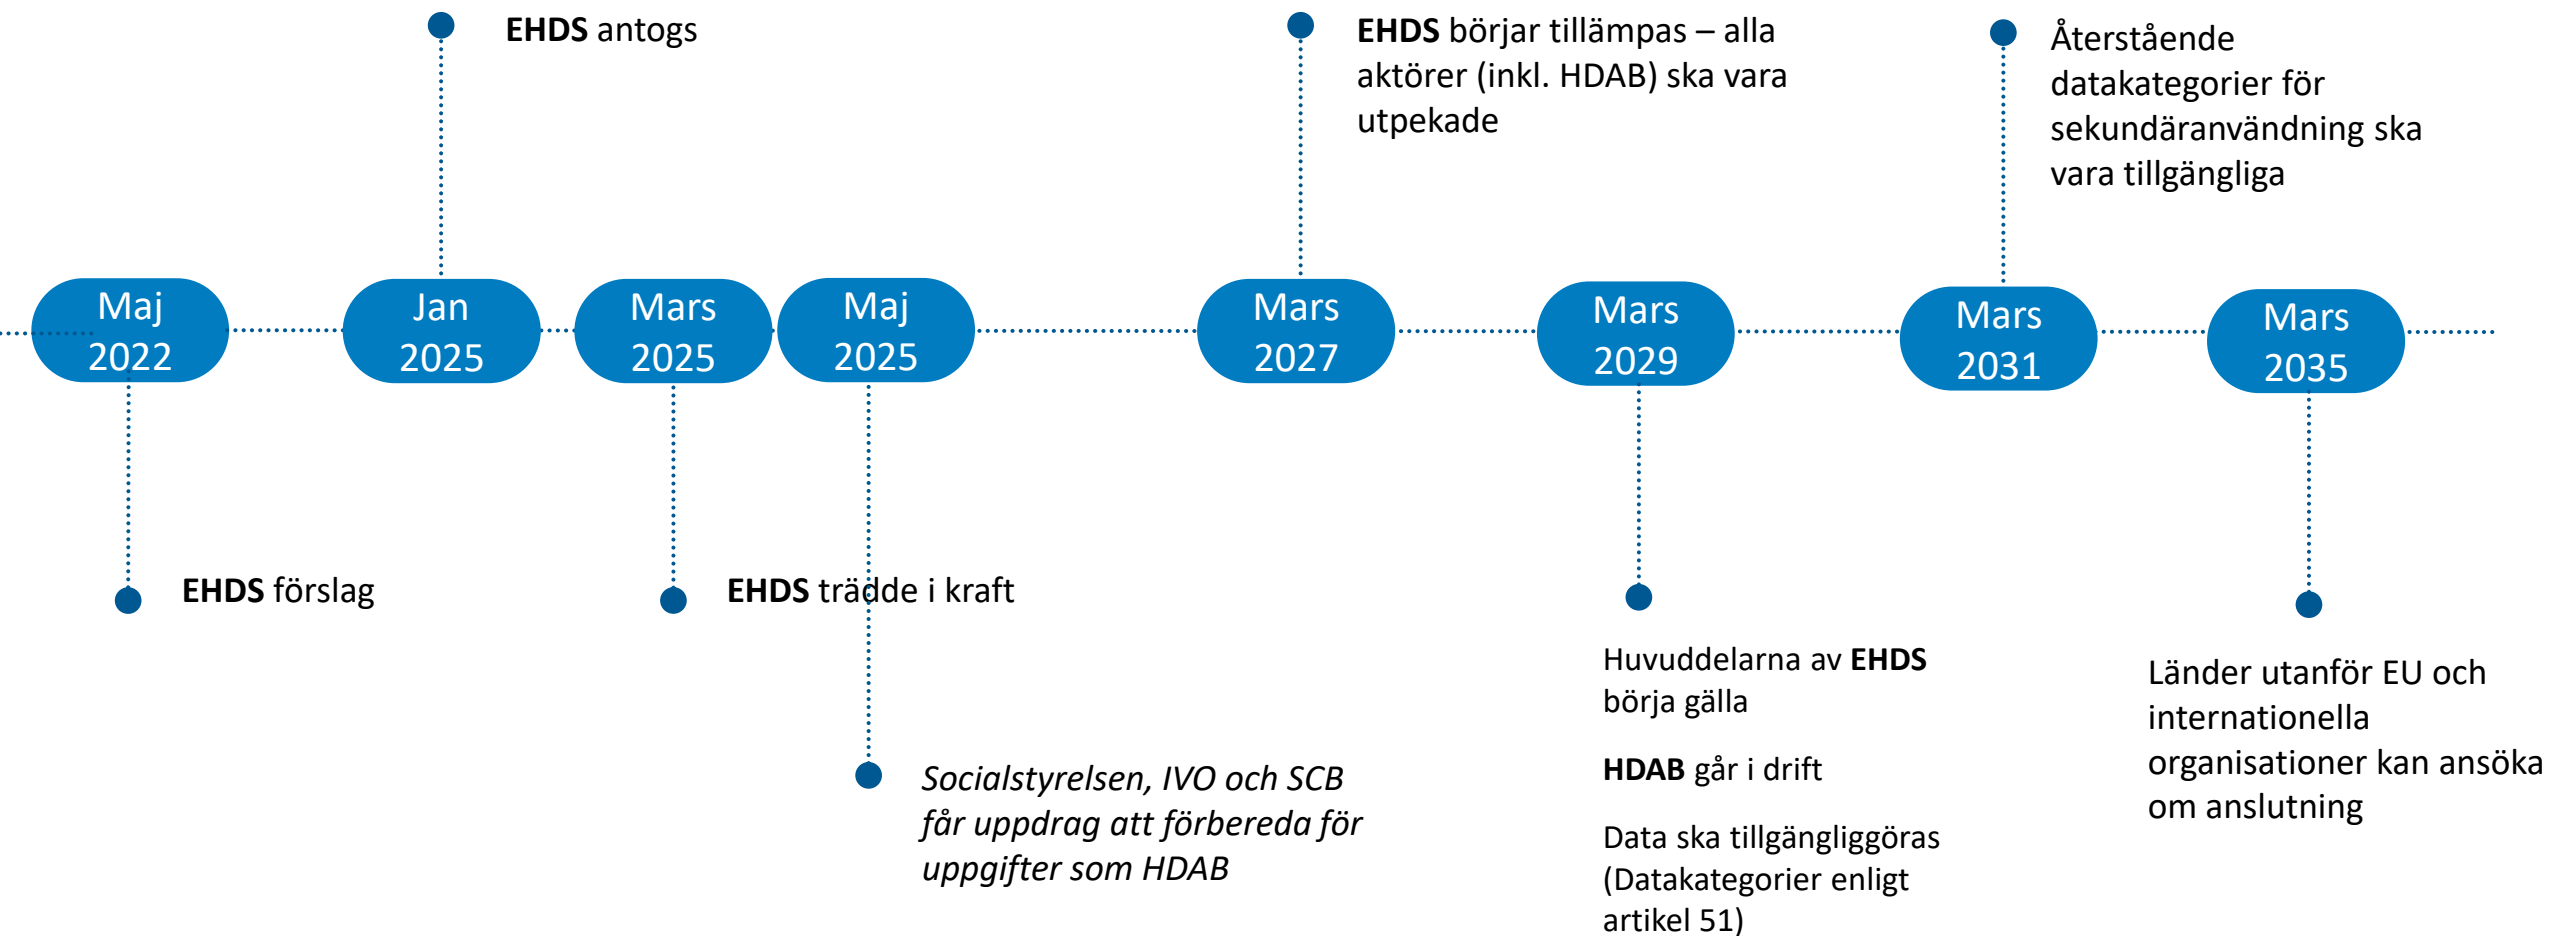 EHDS antogs
EHDS börjar tillämpas – alla
aktörer (inkl. HDAB) ska vara
utpekade
Återstående
datakategorier för
sekundäranvändning ska
vara tillgängliga
Maj
2022
Jan
2025
Mars
2025
Maj
2025
Mars
2027
Mars
2029
Mars
2031
Mars
2035
EHDS förslag
EHDS trädde i kraft
Socialstyrelsen, IVO och SCB
får uppdrag att förbereda för
uppgifter som HDAB
Huvuddelarna av EHDS
börja gälla
HDAB går i drift
Data ska tillgängliggöras
(Datakategorier enligt
artikel 51)
Länder utanför EU och
internationella
organisationer kan ansöka
om anslutning